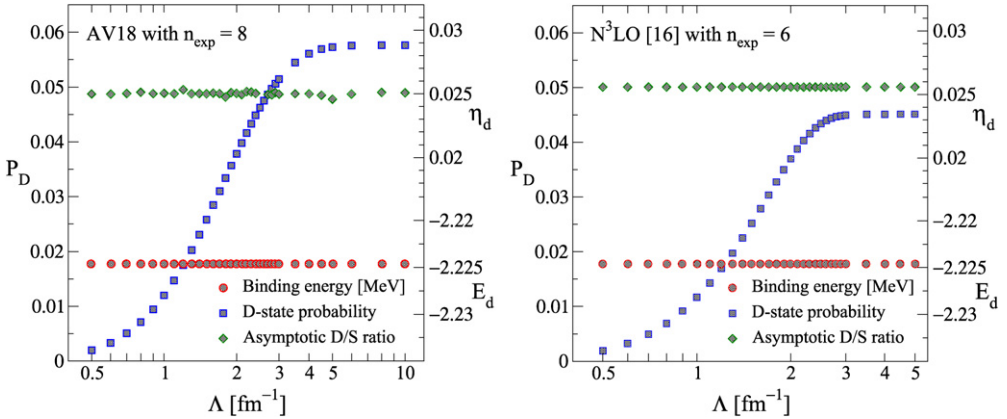 AV18 with n_exp = 8
0.06
0.05
0.04
0.03
0.02
0.01
0
P_D
0.03
0.025
η_d
0.02
−2.22
−2.225
E_d
−2.23
Binding energy [MeV]
D-state probability
Asymptotic D/S ratio
0.5 1 2 3 4 5 10
Λ [fm⁻¹]
N³LO [16] with n_exp = 6
0.06
0.05
0.04
0.03
0.02
0.01
0
P_D
0.03
0.025
η_d
0.02
−2.22
−2.225
E_d
−2.23
Binding energy [MeV]
D-state probability
Asymptotic D/S ratio
0.5 1 2 3 4 5
Λ [fm⁻¹]